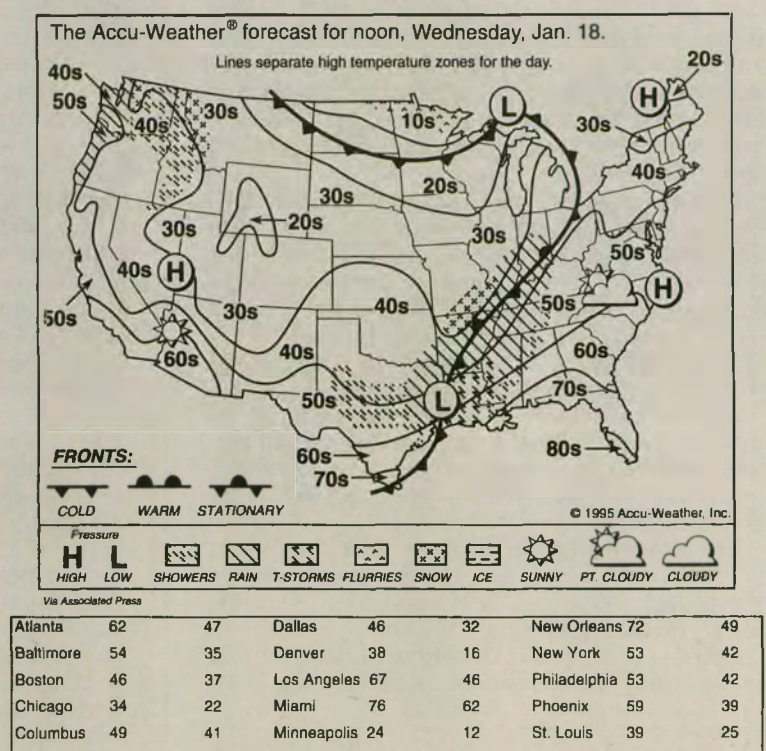 The Accu-Weather® forecast for noon, Wednesday, Jan. 18.
Lines separate high temperature zones for the day.
20s
40s
50s
40s
30s
10s
30s
40s
20s
30s
20s
30s
30s
50s
40s
50s
30s
40s
50s
60s
40s
60s
50s
70s
60s
70s
80s
H
L
H
H
L
FRONTS:
COLD WARM STATIONARY
© 1995 Accu-Weather, Inc.
Pressure
H L
HIGH LOW SHOWERS RAIN T-STORMS FLURRIES SNOW ICE SUNNY PT. CLOUDY CLOUDY
Via Associated Press
Atlanta 62 47 Dallas 46 32 New Orleans 72 49
Baltimore 54 35 Denver 38 16 New York 53 42
Boston 46 37 Los Angeles 67 46 Philadelphia 53 42
Chicago 34 22 Miami 76 62 Phoenix 59 39
Columbus 49 41 Minneapolis 24 12 St. Louis 39 25